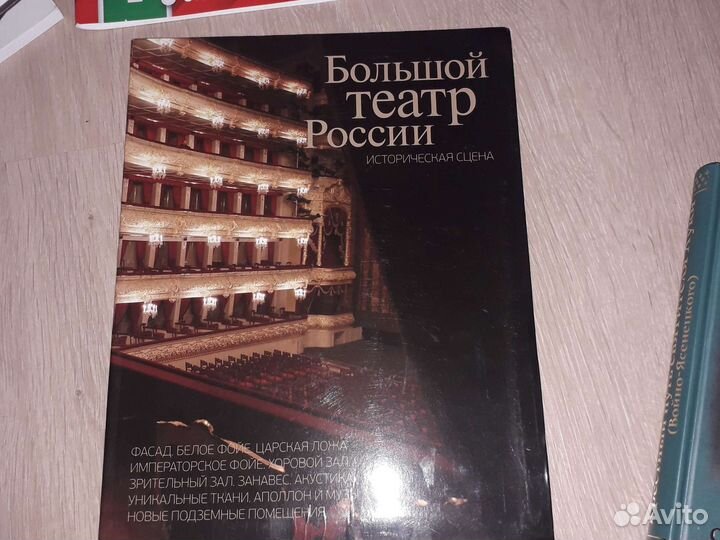 Большой
театр
России
ИСТОРИЧЕСКАЯ СЦЕНА
ФАСАД. БЕЛОЕ ФОЙЕ. ЦАРСКАЯ ЛОЖА
ИМПЕРАТОРСКОЕ ФОЙЕ. ХОРОВОЙ ЗАЛ
ЗРИТЕЛЬНЫЙ ЗАЛ. ЗАНАВЕС. АКУСТИКА
УНИКАЛЬНЫЕ ТКАНИ. АПОЛЛОН И МУЗЫ
НОВЫЕ ПОДЗЕМНЫЕ ПОМЕЩЕНИЯ
(Войно-Ясенецкого)
Avito